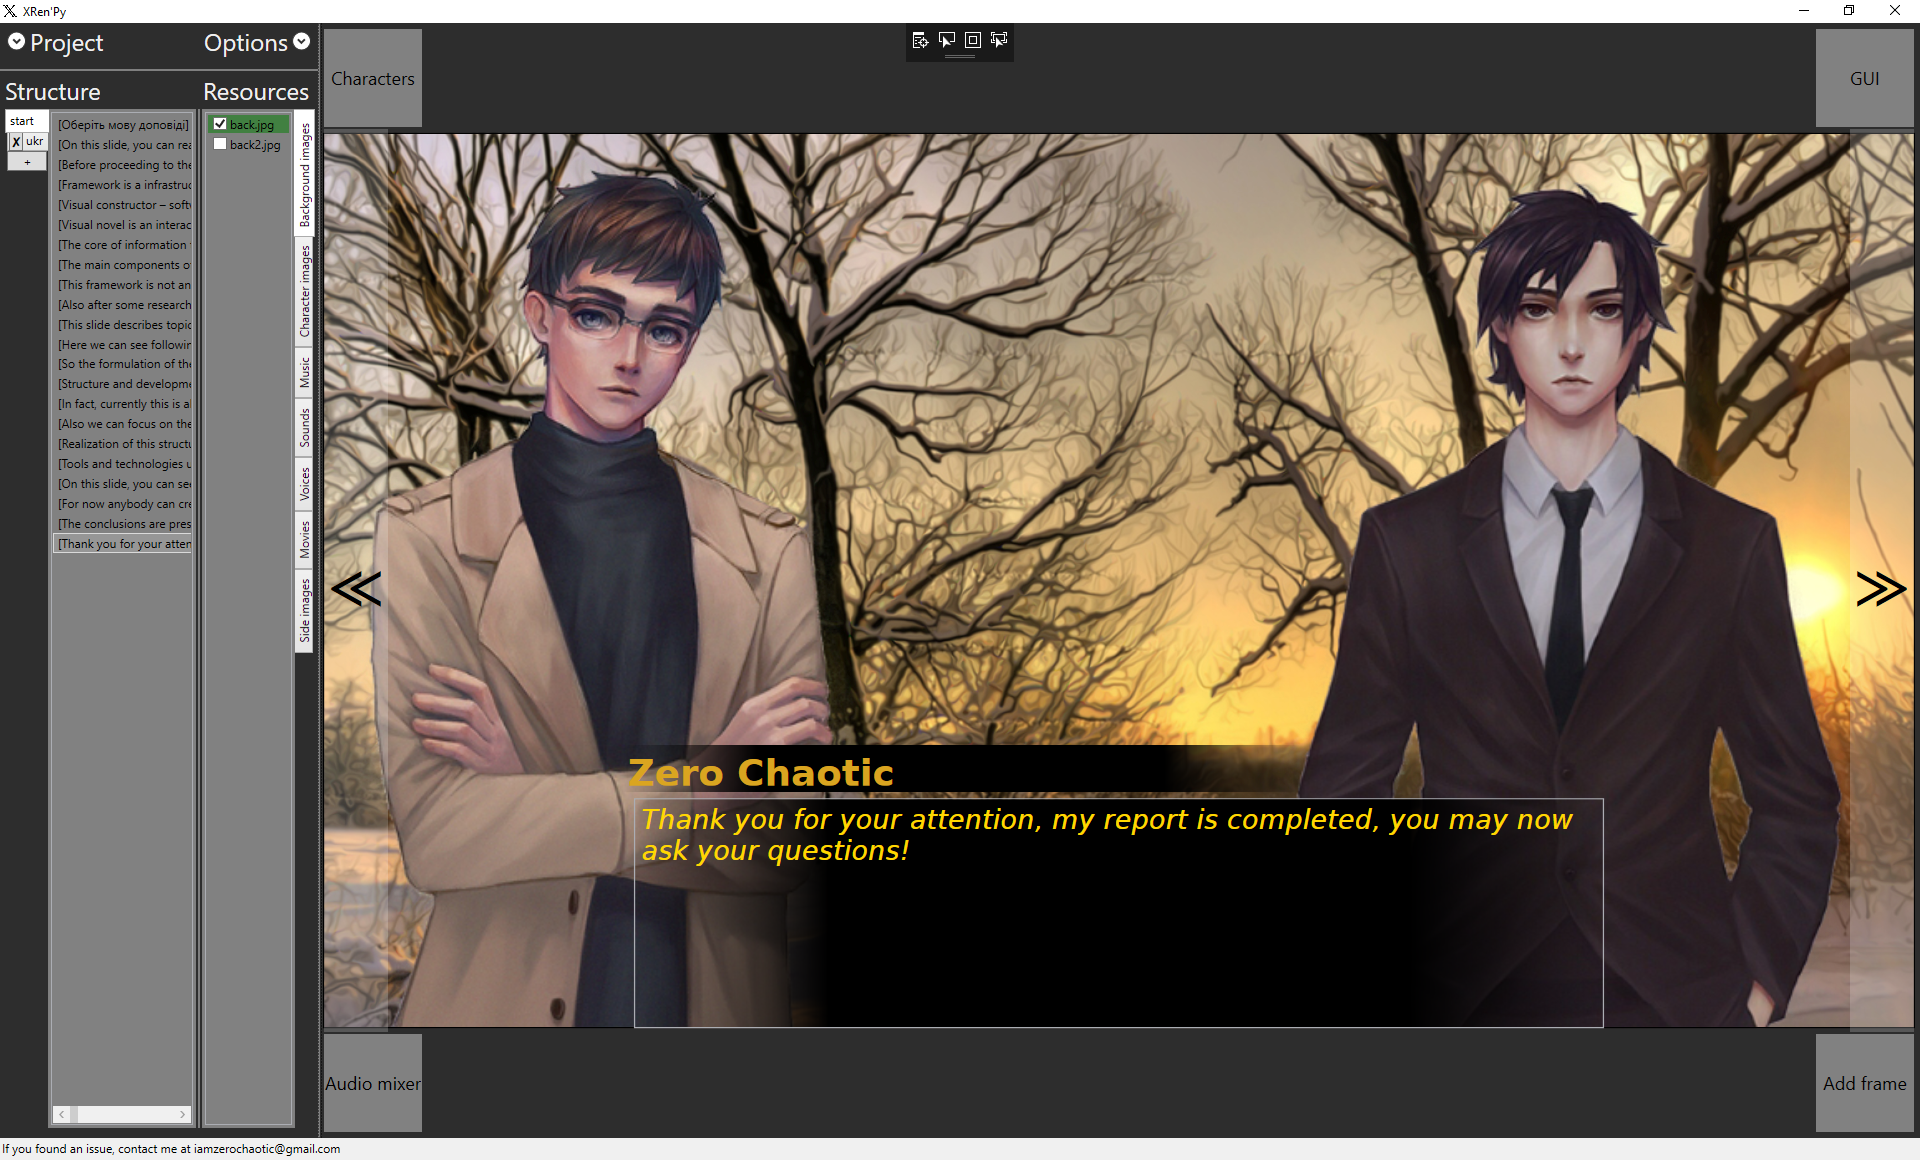 XRen'Py
Project
Options
Structure
Resources
start
ukr
+
[Оберіть мову доповіді]
[On this slide, you can rea
[Before proceeding to the
[Framework is a infrastruc
[Visual constructor – softw
[Visual novel is an interac
[The core of information
[The main components of
[This framework is not an
[Also after some research
[This slide describes topic
[Here we can see followin
[So the formulation of the
[Structure and developme
[In fact, currently this is al
[Also we can focus on the
[Realization of this structu
[Tools and technologies u
[On this slide, you can see
[For now anybody can cre
[The conclusions are pres
[Thank you for your atten
back.jpg
back2.jpg
Background images
Character images
Music
Sounds
Voices
Movies
Side images
Characters
GUI
Zero Chaotic
Thank you for your attention, my report is completed, you may now
ask your questions!
Audio mixer
Add frame
If you found an issue, contact me at iamzerochaotic@gmail.com